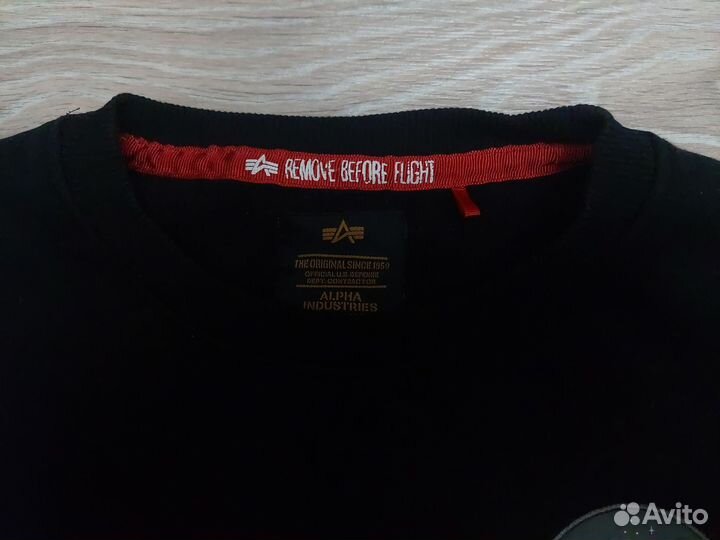 REMOVE BEFORE FLIGHT
THE ORIGINAL SINCE 1959
OFFICIAL U.S. DEFENSE
DEPT. CONTRACTOR
ALPHA
INDUSTRIES
Avito